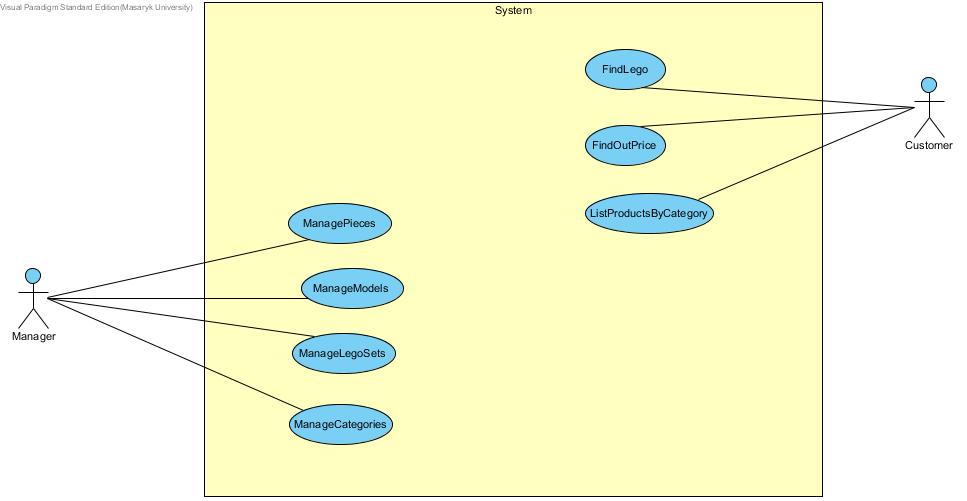 Visual Paradigm Standard Edition(Masaryk University)
System
FindLego
Customer
FindOutPrice
ListProductsByCategory
ManagePieces
ManageModels
Manager
ManageLegoSets
ManageCategories